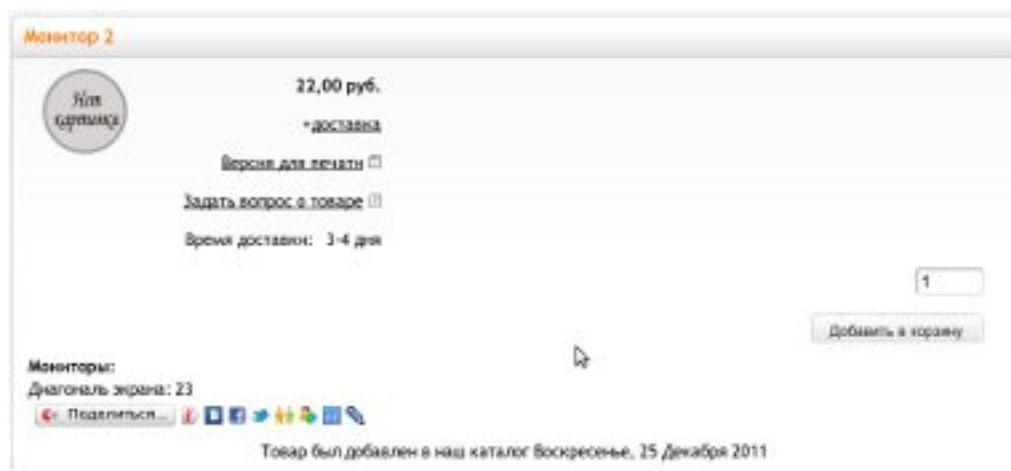 Монитор 2
Нет
картинки
22,00 руб.
+доставка
Версия для печати
Задать вопрос о товаре
Время доставки: 3-4 дня
1
Добавить в корзину
Мониторы:
Диагональ экрана: 23
Поделиться...
Товар был добавлен в наш каталог Воскресенье, 25 Декабря 2011